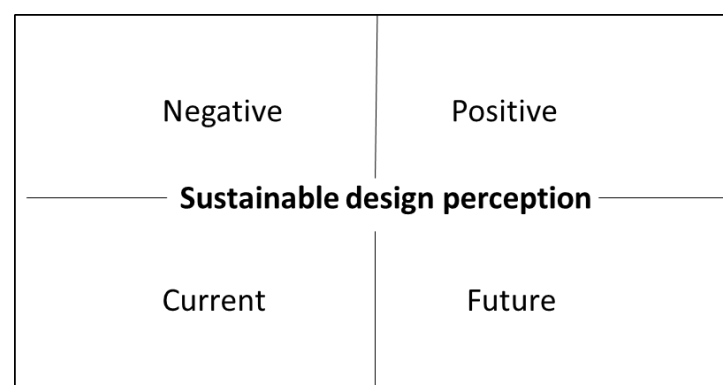 Negative Positive
Sustainable design perception
Current Future